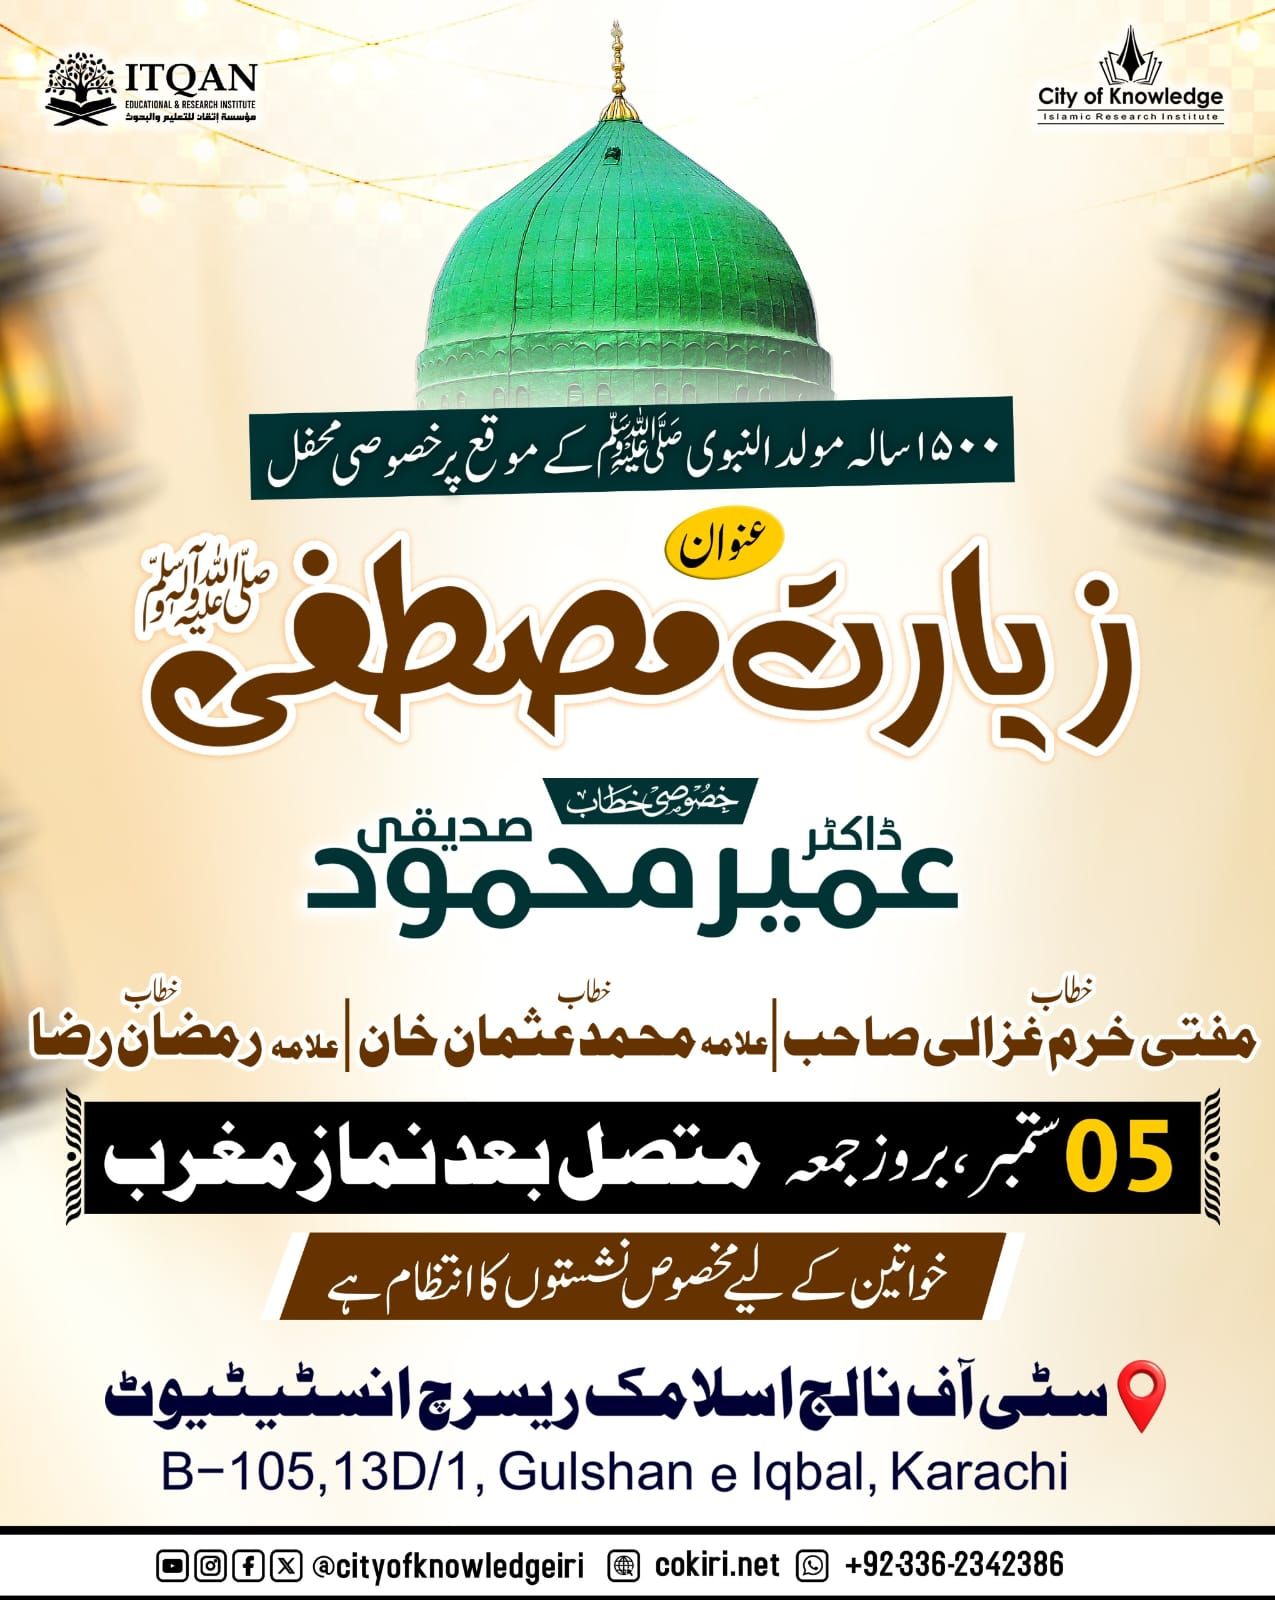 ITQAN
EDUCATIONAL & RESEARCH INSTITUTE
مؤسسة إتقان للتعليم والبحوث
City of Knowledge
Islamic Research Institute
۱۵۰۰ سالہ مولد النبوی ﷺ کے موقع پر خصوصی محفل
عنوان
زیارت مصطفی صلی اللہ علیہ وآلہ وسلم
خصوصی خطاب
ڈاکٹر عمیر محمود صدیقی
خطاب خطاب خطاب
مفتی خرم غزالی صاحب | علامہ محمد عثمان خان | علامہ رمضان رضا
05 ستمبر، بروز جمعہ متصل بعد نماز مغرب
خواتین کے لیے مخصوص نشستوں کا انتظام ہے
سٹی آف نالج اسلامک ریسرچ انسٹیٹیوٹ
B-105,13D/1, Gulshan e Iqbal, Karachi
@cityofknowledgeiri cokiri.net +92-336-2342386